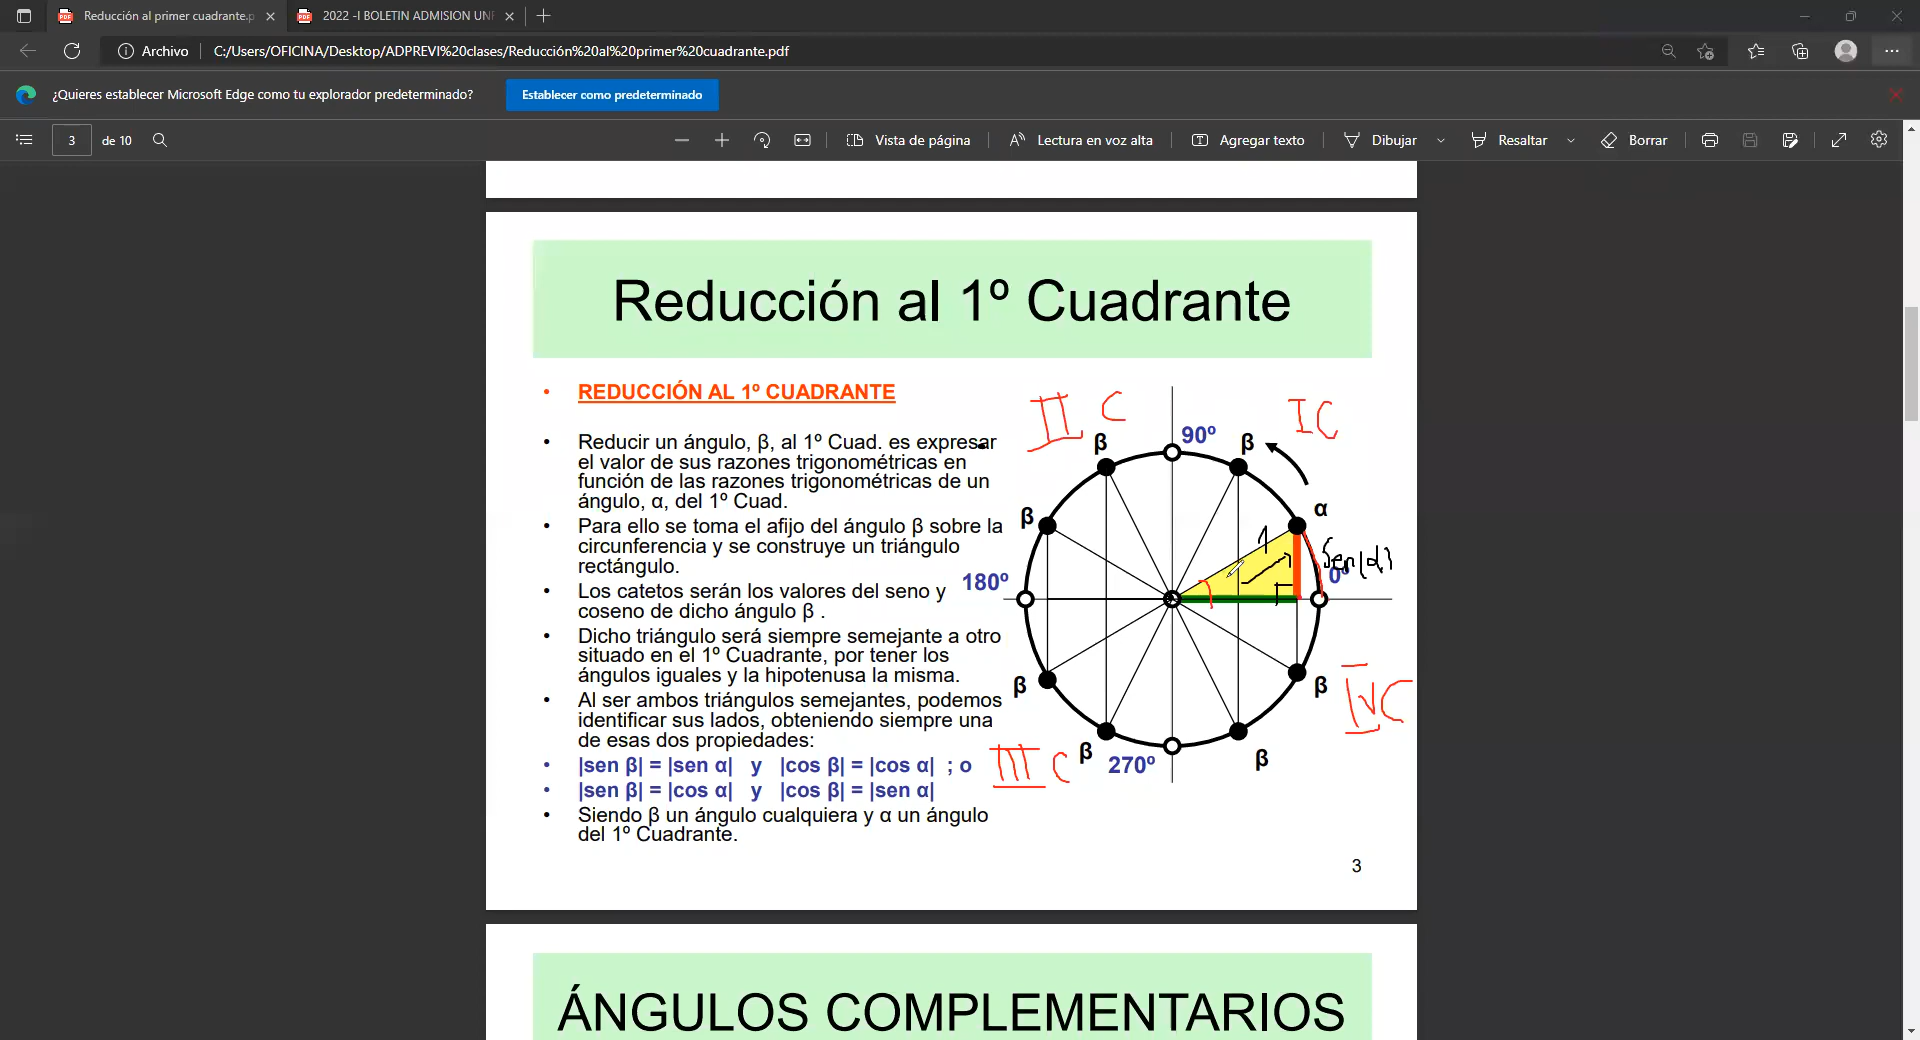 Reducción al primer cuadrante.p
2022 -I BOLETIN ADMISION UNF
Archivo
C:/Users/OFICINA/Desktop/ADPREVI%20clases/Reducción%20al%20primer%20cuadrante.pdf
¿Quieres establecer Microsoft Edge como tu explorador predeterminado?
Establecer como predeterminado
3
de 10
Vista de página
Lectura en voz alta
Agregar texto
Dibujar
Resaltar
Borrar
Reducción al 1º Cuadrante
• REDUCCIÓN AL 1º CUADRANTE
• Reducir un ángulo, β, al 1º Cuad. es expresar
el valor de sus razones trigonométricas en
función de las razones trigonométricas de un
ángulo, α, del 1º Cuad.
• Para ello se toma el afijo del ángulo β sobre la
circunferencia y se construye un triángulo
rectángulo.
• Los catetos serán los valores del seno y
coseno de dicho ángulo β .
• Dicho triángulo será siempre semejante a otro
situado en el 1º Cuadrante, por tener los
ángulos iguales y la hipotenusa la misma.
• Al ser ambos triángulos semejantes, podemos
identificar sus lados, obteniendo siempre una
de esas dos propiedades:
• |sen β| = |sen α| y |cos β| = |cos α| ; o
• |sen β| = |cos α| y |cos β| = |sen α|
• Siendo β un ángulo cualquiera y α un ángulo
del 1º Cuadrante.
II C
I C
β
90º
β
β
α
1
Sen(α)
180º
0º
β
β
IV C
III C
β
270º
β
3
ÁNGULOS COMPLEMENTARIOS